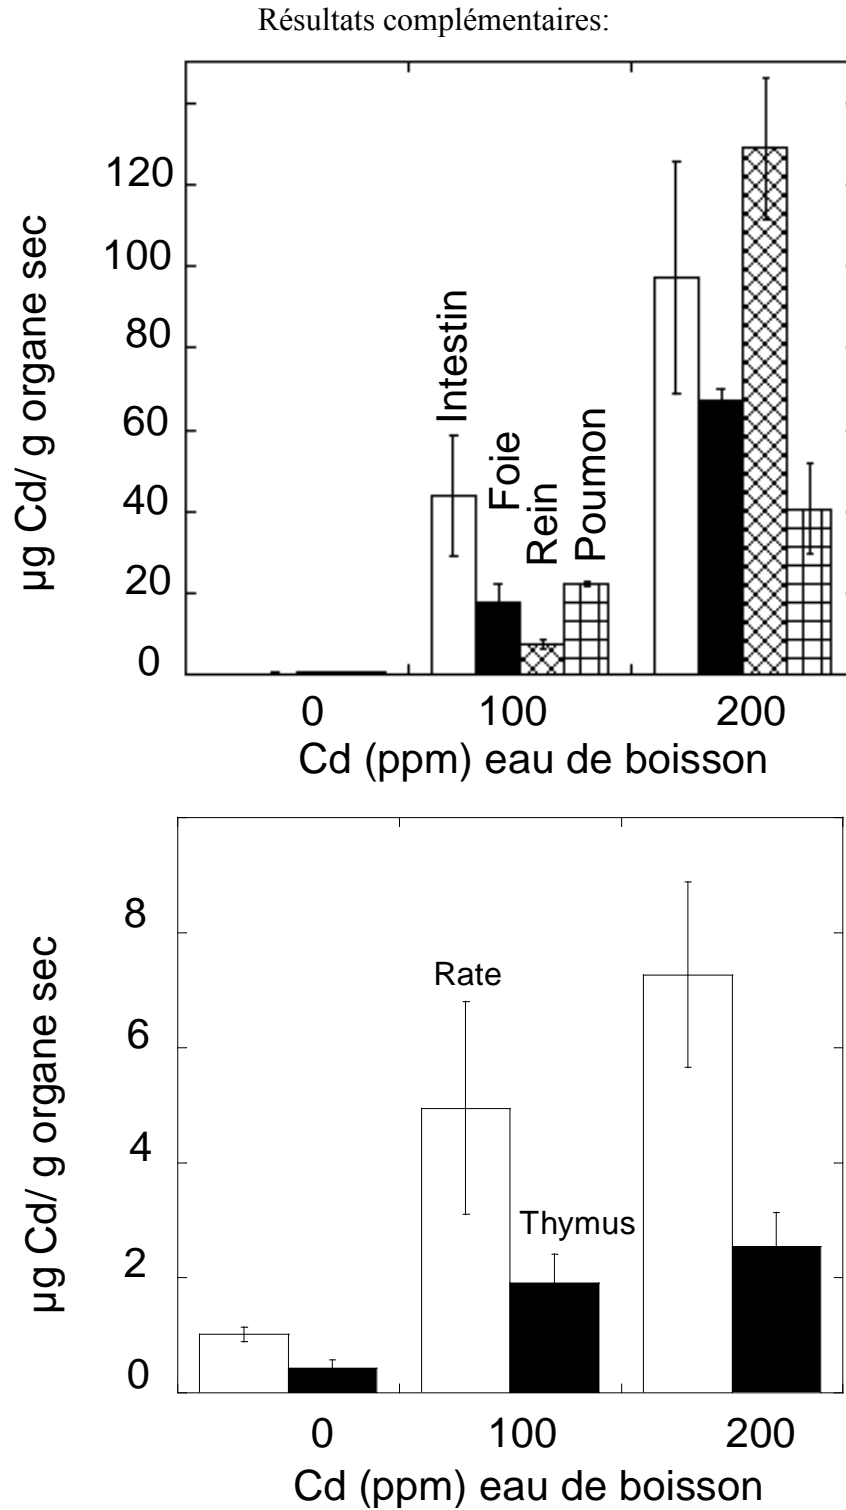 Résultats complémentaires:
µg Cd/ g organe sec
120
100
80
60
40
20
0
Intestin
Foie
Rein
Poumon
0 100 200
Cd (ppm) eau de boisson
µg Cd/ g organe sec
8
6
4
2
0
Rate
Thymus
0 100 200
Cd (ppm) eau de boisson